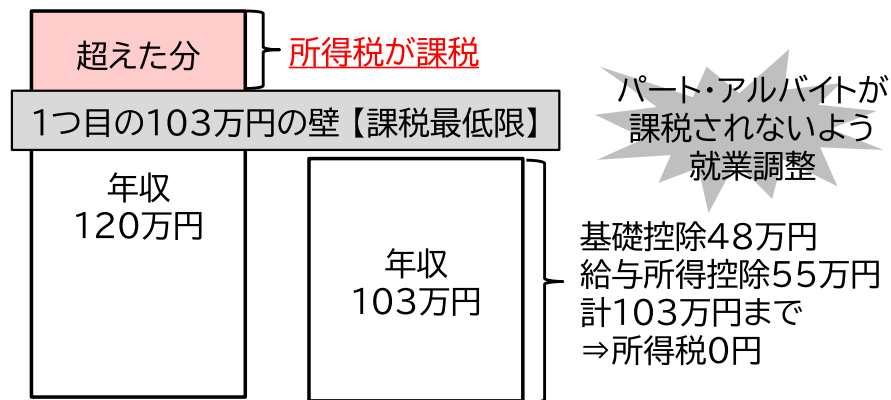 超えた分
所得税が課税
1つ目の103万円の壁【課税最低限】
パート・アルバイトが
課税されないよう
就業調整
年収
120万円
年収
103万円
基礎控除48万円
給与所得控除55万円
計103万円まで
⇒所得税0円